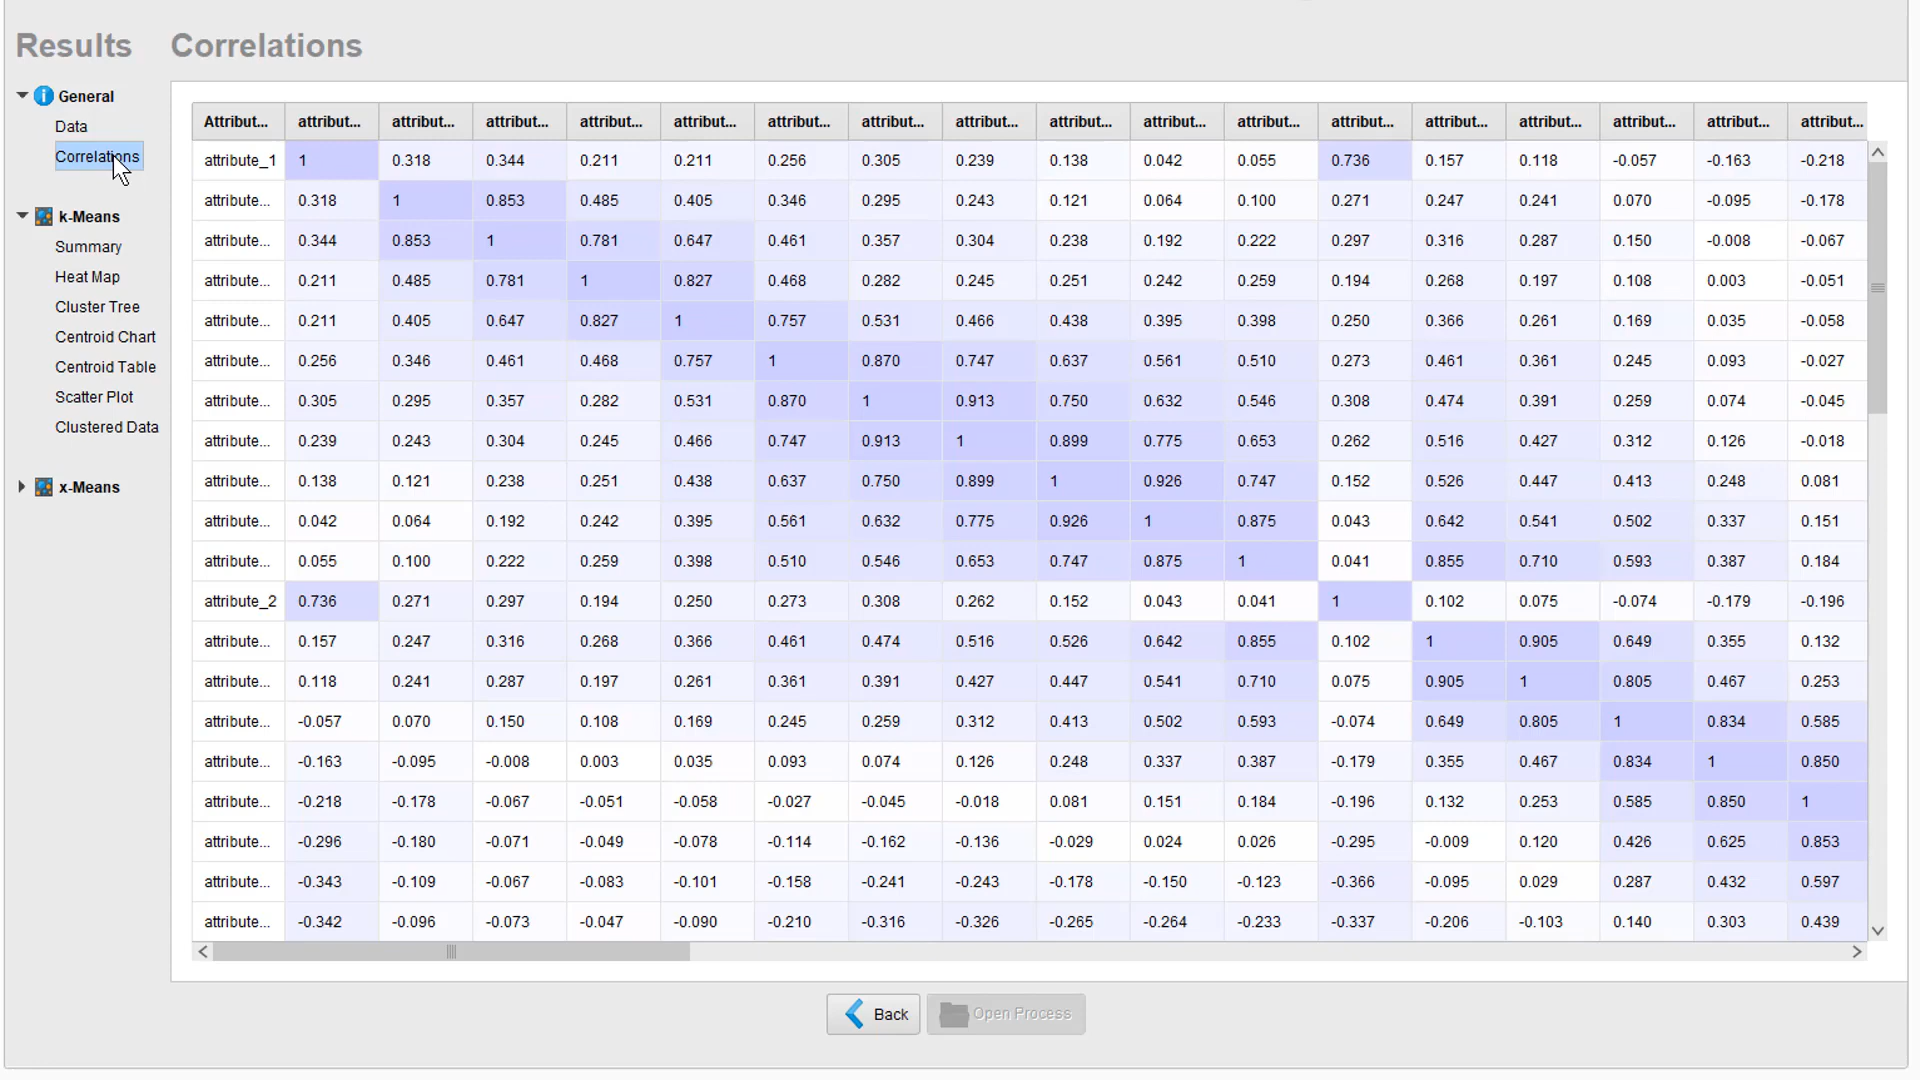 Results Correlations
General
Data
Correlations
k-Means
Summary
Heat Map
Cluster Tree
Centroid Chart
Centroid Table
Scatter Plot
Clustered Data
x-Means
Attribut... attribut... attribut... attribut... attribut... attribut... attribut... attribut... attribut... attribut... attribut... attribut... attribut... attribut... attribut... attribut... attribut... attribut...
attribute_1 1 0.318 0.344 0.211 0.211 0.256 0.305 0.239 0.138 0.042 0.055 0.736 0.157 0.118 -0.057 -0.163 -0.218
attribute... 0.318 1 0.853 0.485 0.405 0.346 0.295 0.243 0.121 0.064 0.100 0.271 0.247 0.241 0.070 -0.095 -0.178
attribute... 0.344 0.853 1 0.781 0.647 0.461 0.357 0.304 0.238 0.192 0.222 0.297 0.316 0.287 0.150 -0.008 -0.067
attribute... 0.211 0.485 0.781 1 0.827 0.468 0.282 0.245 0.251 0.242 0.259 0.194 0.268 0.197 0.108 0.003 -0.051
attribute... 0.211 0.405 0.647 0.827 1 0.757 0.531 0.466 0.438 0.395 0.398 0.250 0.366 0.261 0.169 0.035 -0.058
attribute... 0.256 0.346 0.461 0.468 0.757 1 0.870 0.747 0.637 0.561 0.510 0.273 0.461 0.361 0.245 0.093 -0.027
attribute... 0.305 0.295 0.357 0.282 0.531 0.870 1 0.913 0.750 0.632 0.546 0.308 0.474 0.391 0.259 0.074 -0.045
attribute... 0.239 0.243 0.304 0.245 0.466 0.747 0.913 1 0.899 0.775 0.653 0.262 0.516 0.427 0.312 0.126 -0.018
attribute... 0.138 0.121 0.238 0.251 0.438 0.637 0.750 0.899 1 0.926 0.747 0.152 0.526 0.447 0.413 0.248 0.081
attribute... 0.042 0.064 0.192 0.242 0.395 0.561 0.632 0.775 0.926 1 0.875 0.043 0.642 0.541 0.502 0.337 0.151
attribute... 0.055 0.100 0.222 0.259 0.398 0.510 0.546 0.653 0.747 0.875 1 0.041 0.855 0.710 0.593 0.387 0.184
attribute_2 0.736 0.271 0.297 0.194 0.250 0.273 0.308 0.262 0.152 0.043 0.041 1 0.102 0.075 -0.074 -0.179 -0.196
attribute... 0.157 0.247 0.316 0.268 0.366 0.461 0.474 0.516 0.526 0.642 0.855 0.102 1 0.905 0.649 0.355 0.132
attribute... 0.118 0.241 0.287 0.197 0.261 0.361 0.391 0.427 0.447 0.541 0.710 0.075 0.905 1 0.805 0.467 0.253
attribute... -0.057 0.070 0.150 0.108 0.169 0.245 0.259 0.312 0.413 0.502 0.593 -0.074 0.649 0.805 1 0.834 0.585
attribute... -0.163 -0.095 -0.008 0.003 0.035 0.093 0.074 0.126 0.248 0.337 0.387 -0.179 0.355 0.467 0.834 1 0.850
attribute... -0.218 -0.178 -0.067 -0.051 -0.058 -0.027 -0.045 -0.018 0.081 0.151 0.184 -0.196 0.132 0.253 0.585 0.850 1
attribute... -0.296 -0.180 -0.071 -0.049 -0.078 -0.114 -0.162 -0.136 -0.029 0.024 0.026 -0.295 -0.009 0.120 0.426 0.625 0.853
attribute... -0.343 -0.109 -0.067 -0.083 -0.101 -0.158 -0.241 -0.243 -0.178 -0.150 -0.123 -0.366 -0.095 0.029 0.287 0.432 0.597
attribute... -0.342 -0.096 -0.073 -0.047 -0.090 -0.210 -0.316 -0.326 -0.265 -0.264 -0.233 -0.337 -0.206 -0.103 0.140 0.303 0.439
Back Open Process